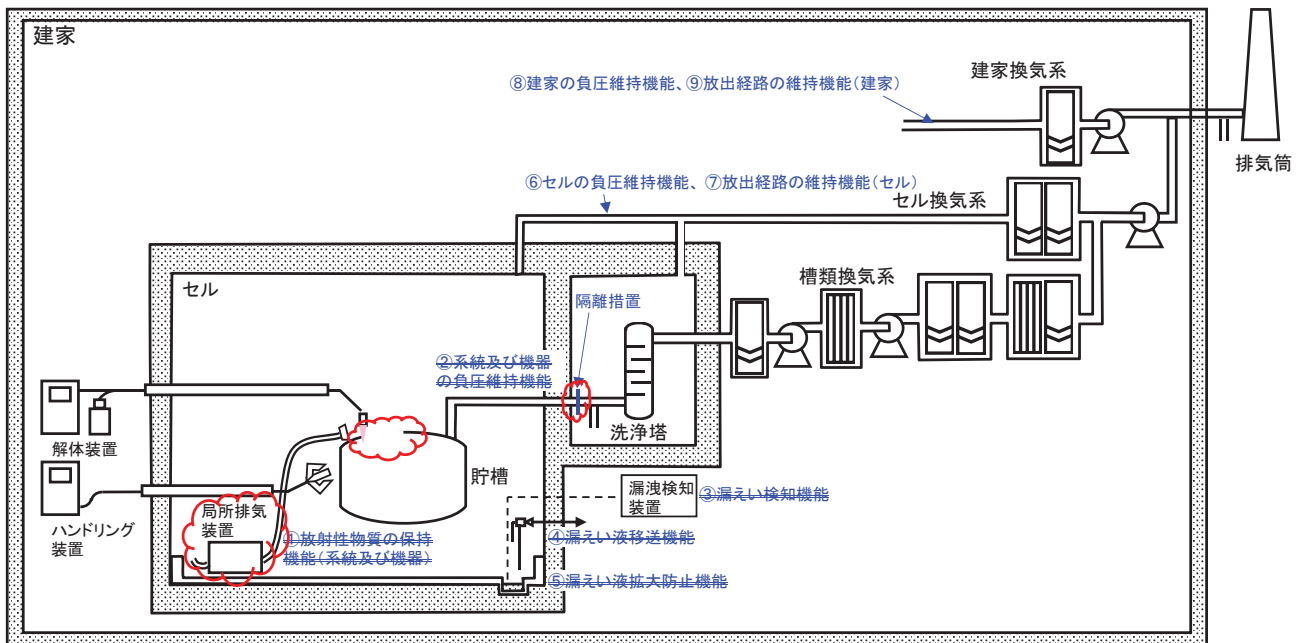 建家
建家換気系
⑧建家の負圧維持機能、⑨放出経路の維持機能(建家)
排気筒
⑥セルの負圧維持機能、⑦放出経路の維持機能(セル)
セル換気系
槽類換気系
セル
隔離措置
②系統及び機器
の負圧維持機能
洗浄塔
解体装置
貯槽
漏洩検知
装置
③漏えい検知機能
ハンドリング
装置
局所排気
装置
①放射性物質の保持
機能(系統及び機器)
④漏えい液移送機能
⑤漏えい液拡大防止機能